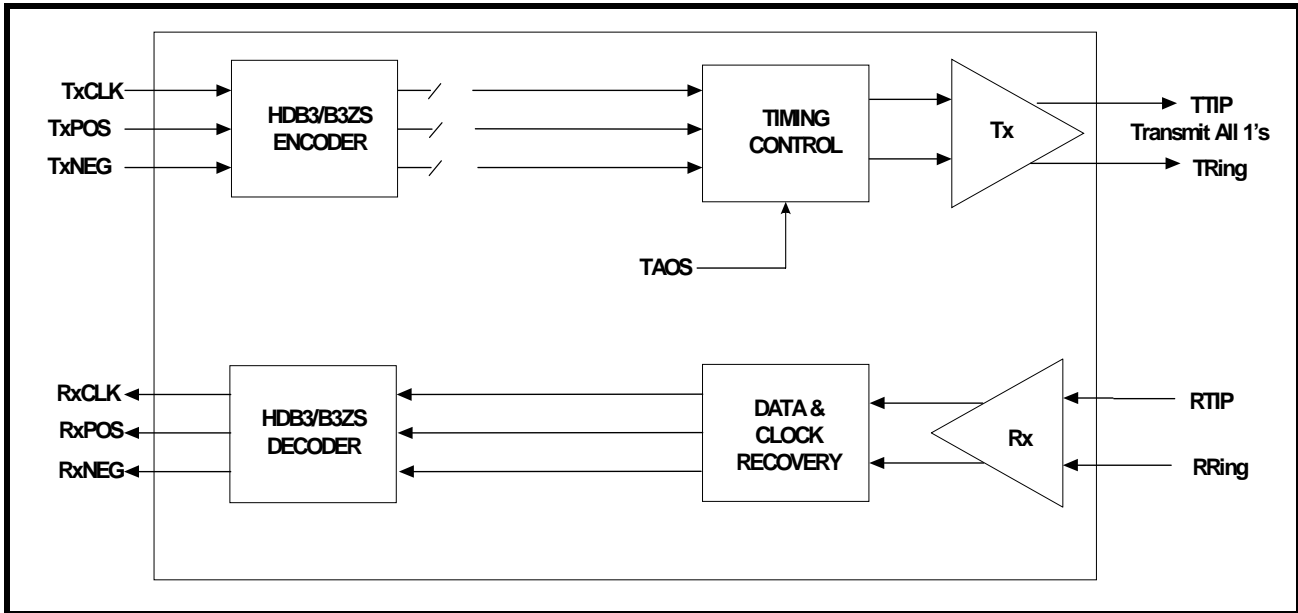 TxCLK
TxPOS
TxNEG
HDB3/B3ZS
ENCODER
TIMING
CONTROL
Tx
TTIP
Transmit All 1's
TRing
TAOS
RxCLK
RxPOS
RxNEG
HDB3/B3ZS
DECODER
DATA &
CLOCK
RECOVERY
Rx
RTIP
RRing